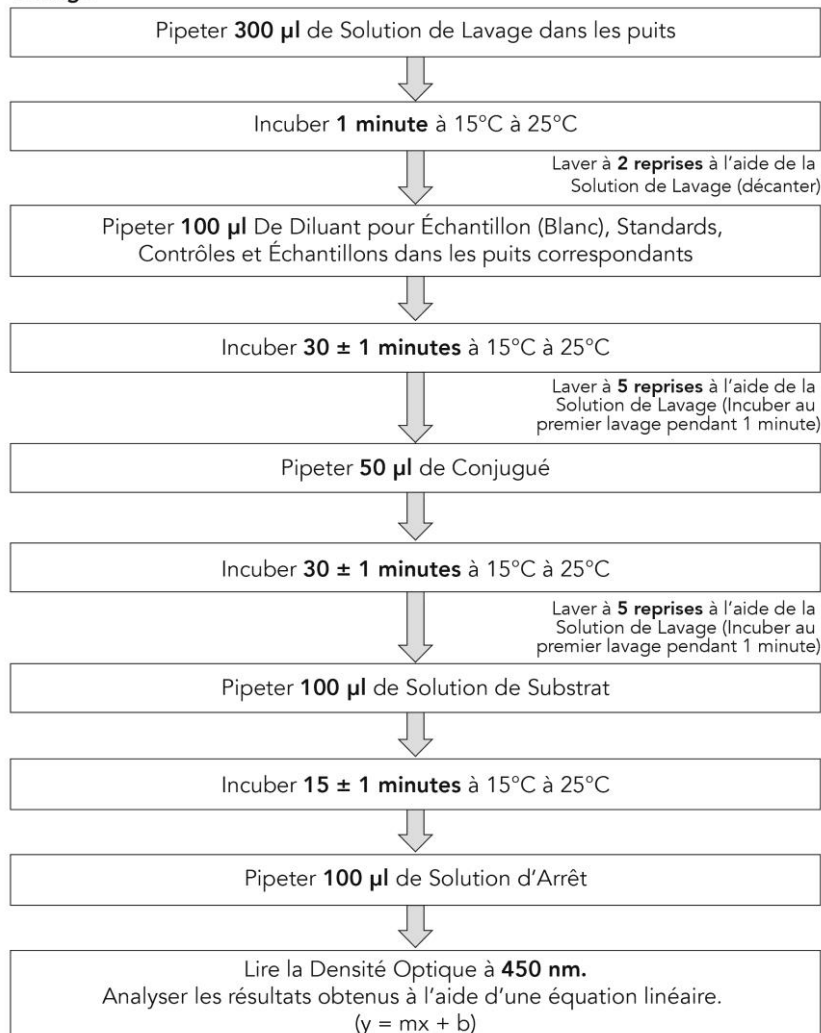 Pipeter 300 µl de Solution de Lavage dans les puits
Incuber 1 minute à 15°C à 25°C
Laver à 2 reprises à l'aide de la
Solution de Lavage (décanter)
Pipeter 100 µl De Diluant pour Échantillon (Blanc), Standards,
Contrôles et Échantillons dans les puits correspondants
Incuber 30 ± 1 minutes à 15°C à 25°C
Laver à 5 reprises à l'aide de la
Solution de Lavage (Incuber au
premier lavage pendant 1 minute)
Pipeter 50 µl de Conjugué
Incuber 30 ± 1 minutes à 15°C à 25°C
Laver à 5 reprises à l'aide de la
Solution de Lavage (Incuber au
premier lavage pendant 1 minute)
Pipeter 100 µl de Solution de Substrat
Incuber 15 ± 1 minutes à 15°C à 25°C
Pipeter 100 µl de Solution d'Arrêt
Lire la Densité Optique à 450 nm.
Analyser les résultats obtenus à l'aide d'une équation linéaire.
(y = mx + b)